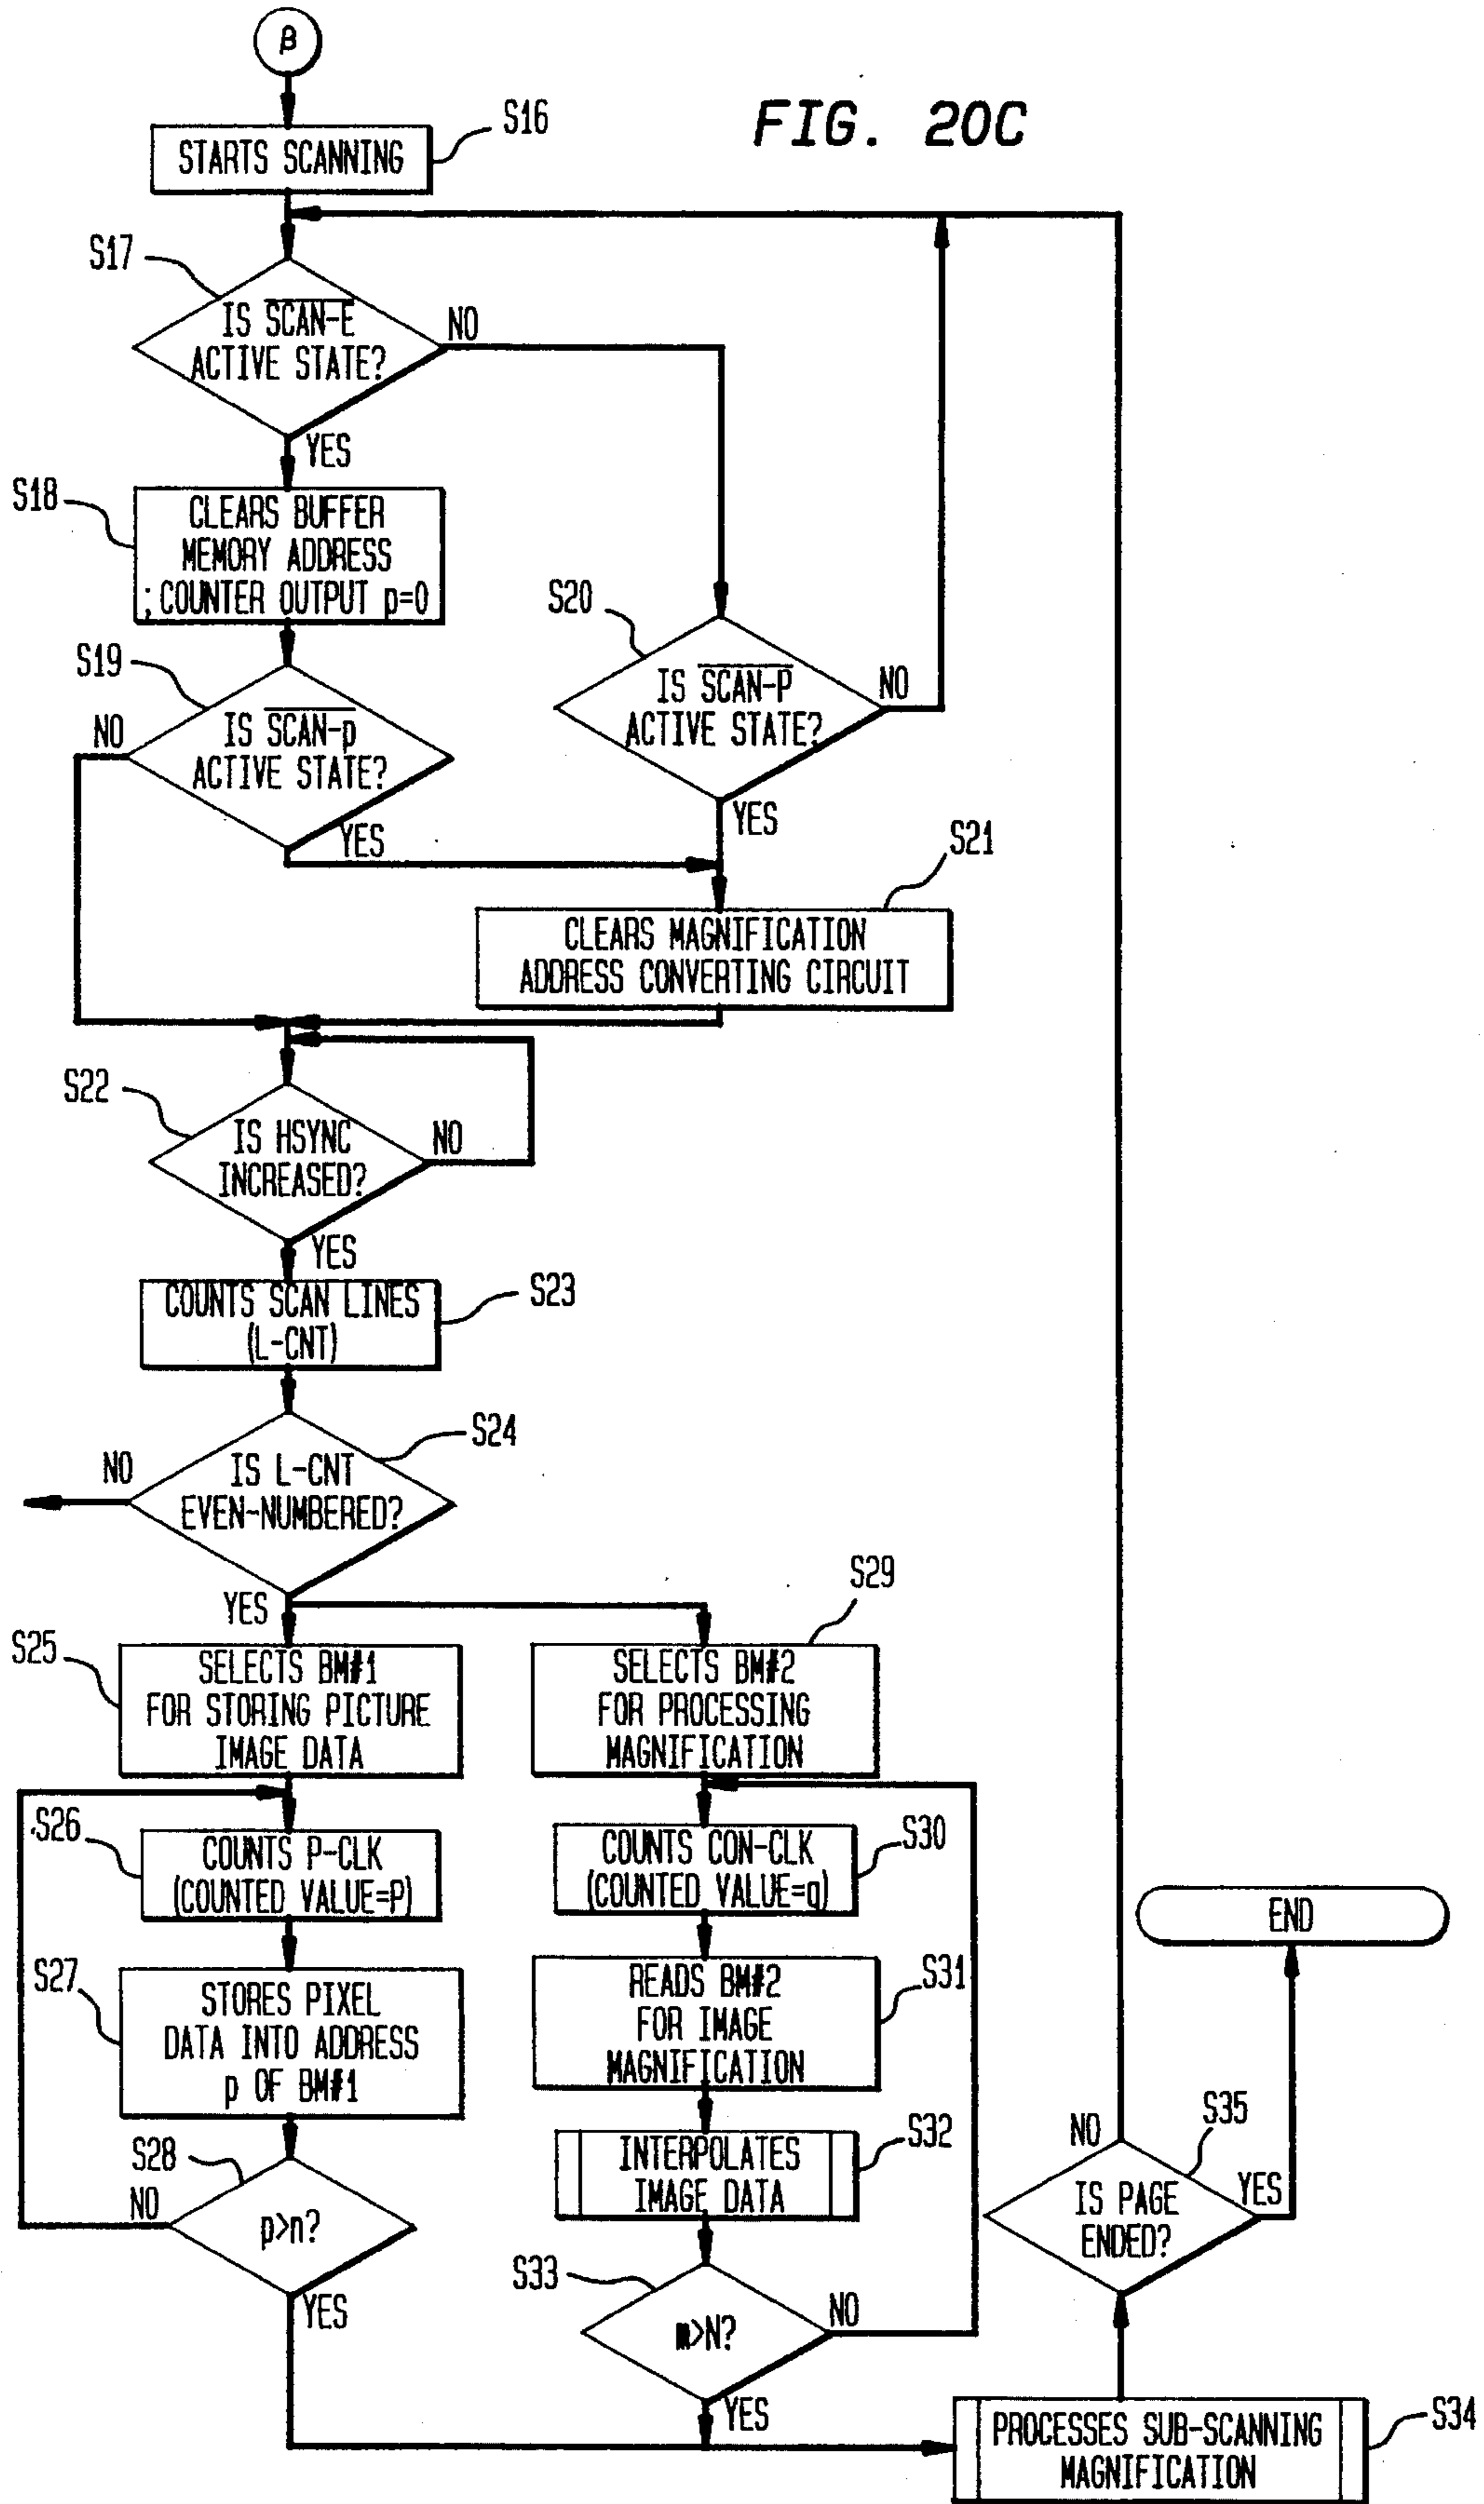 β
FIG. 20C
S16
STARTS SCANNING
S17
IS SCAN-E
ACTIVE STATE?
NO
YES
S18
CLEARS BUFFER
MEMORY ADDRESS
; COUNTER OUTPUT p=0
S19
IS SCAN-p
ACTIVE STATE?
NO
YES
S20
IS SCAN-P
ACTIVE STATE?
NO
YES
S21
CLEARS MAGNIFICATION
ADDRESS CONVERTING CIRCUIT
S22
IS HSYNC
INCREASED?
NO
YES
S23
COUNTS SCAN LINES
(L-CNT)
S24
IS L-CNT
EVEN-NUMBERED?
NO
YES
S25
SELECTS BM#1
FOR STORING PICTURE
IMAGE DATA
S26
COUNTS P-CLK
(COUNTED VALUE=P)
S27
STORES PIXEL
DATA INTO ADDRESS
p OF BM#1
S28
p>n?
NO
YES
S29
SELECTS BM#2
FOR PROCESSING
MAGNIFICATION
S30
COUNTS CON-CLK
(COUNTED VALUE=q)
S31
READS BM#2
FOR IMAGE
MAGNIFICATION
S32
INTERPOLATES
IMAGE DATA
S33
m>N?
NO
YES
S34
PROCESSES SUB-SCANNING
MAGNIFICATION
S35
IS PAGE
ENDED?
NO
YES
END